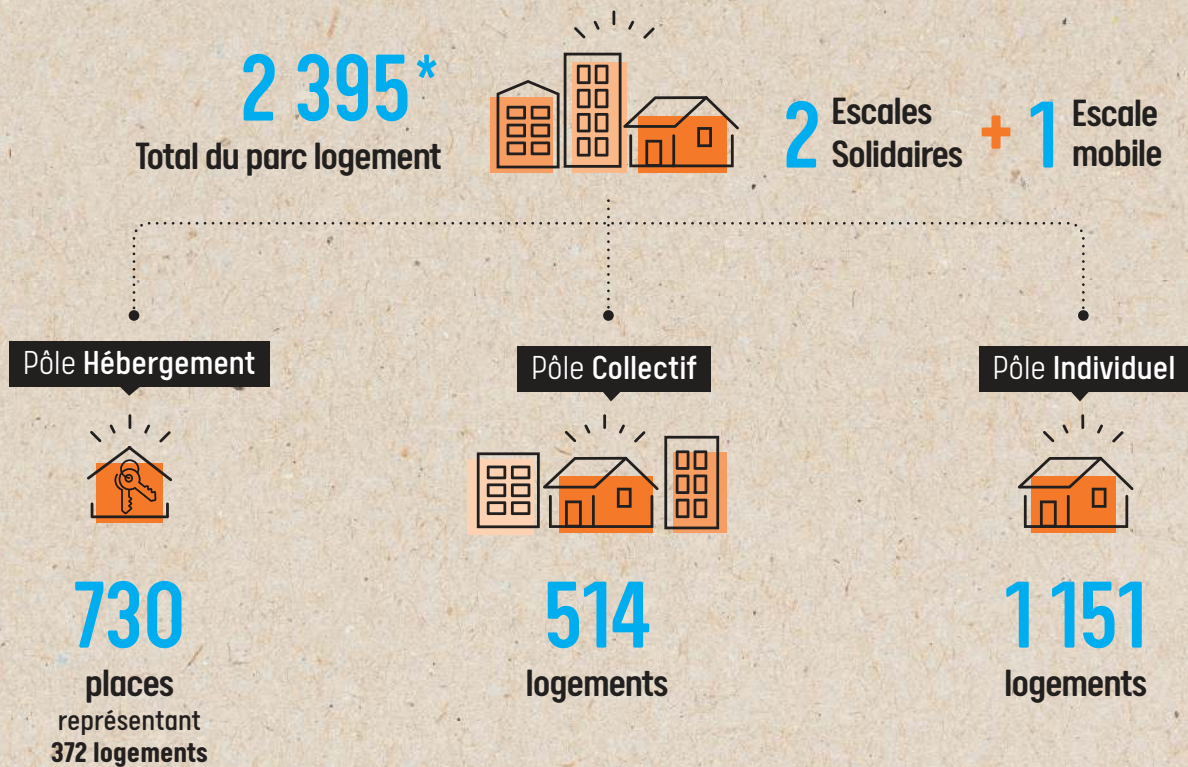 2 395*
Total du parc logement
2 Escales
Solidaires
+
1 Escale
mobile
Pôle Hébergement
730
places
représentant
372 logements
Pôle Collectif
514
logements
Pôle Individuel
1 151
logements